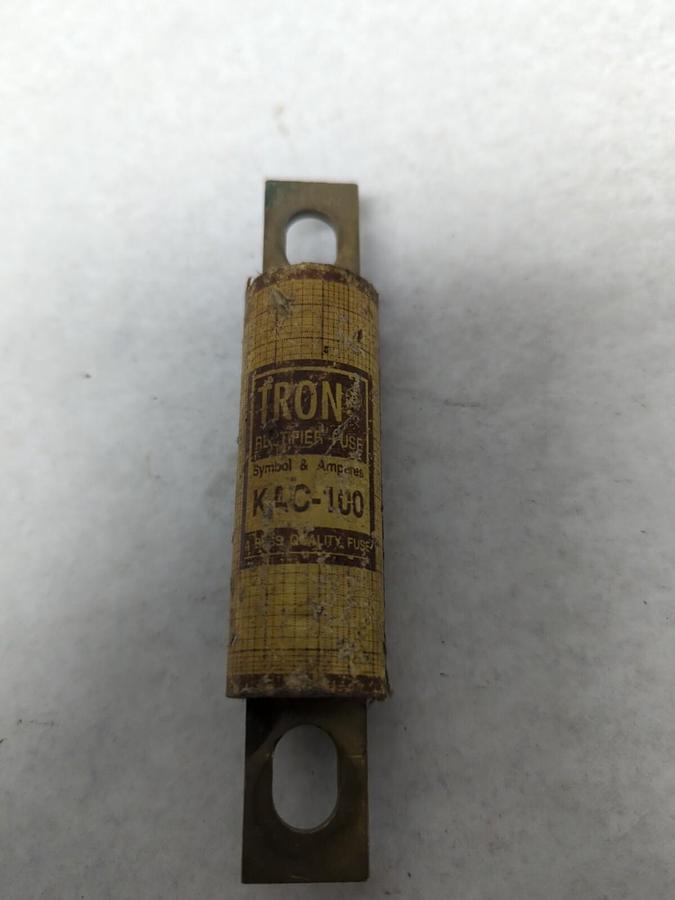 TRON
RECTIFIER FUSE
Symbol & Amperes
KAC-100
QUALITY FUSE